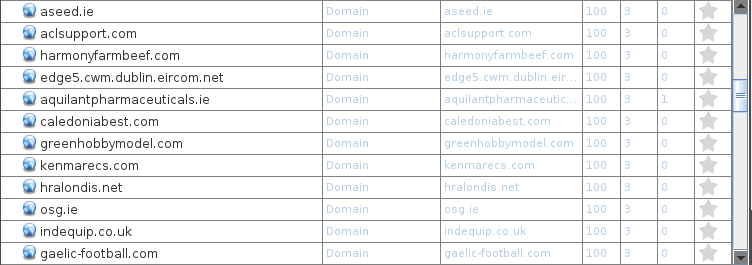 aseed.ie Domain aseed.ie 100 3 0
aclsupport.com Domain aclsupport.com 100 3 0
harmonyfarmbeef.com Domain harmonyfarmbeef.com 100 3 0
edge5.cwm.dublin.eircom.net Domain edge5.cwm.dublin.eir... 100 3 0
aquilantpharmaceuticals.ie Domain aquilantpharmaceutic... 100 3 1
caledoniabest.com Domain caledoniabest.com 100 3 0
greenhobbymodel.com Domain greenhobbymodel.com 100 3 0
kenmarecs.com Domain kenmarecs.com 100 3 0
hralondis.net Domain hralondis.net 100 3 0
osg.ie Domain osg.ie 100 3 0
indequip.co.uk Domain indequip.co.uk 100 3 0
gaelic-football.com Domain gaelic-football.com 100 3 0